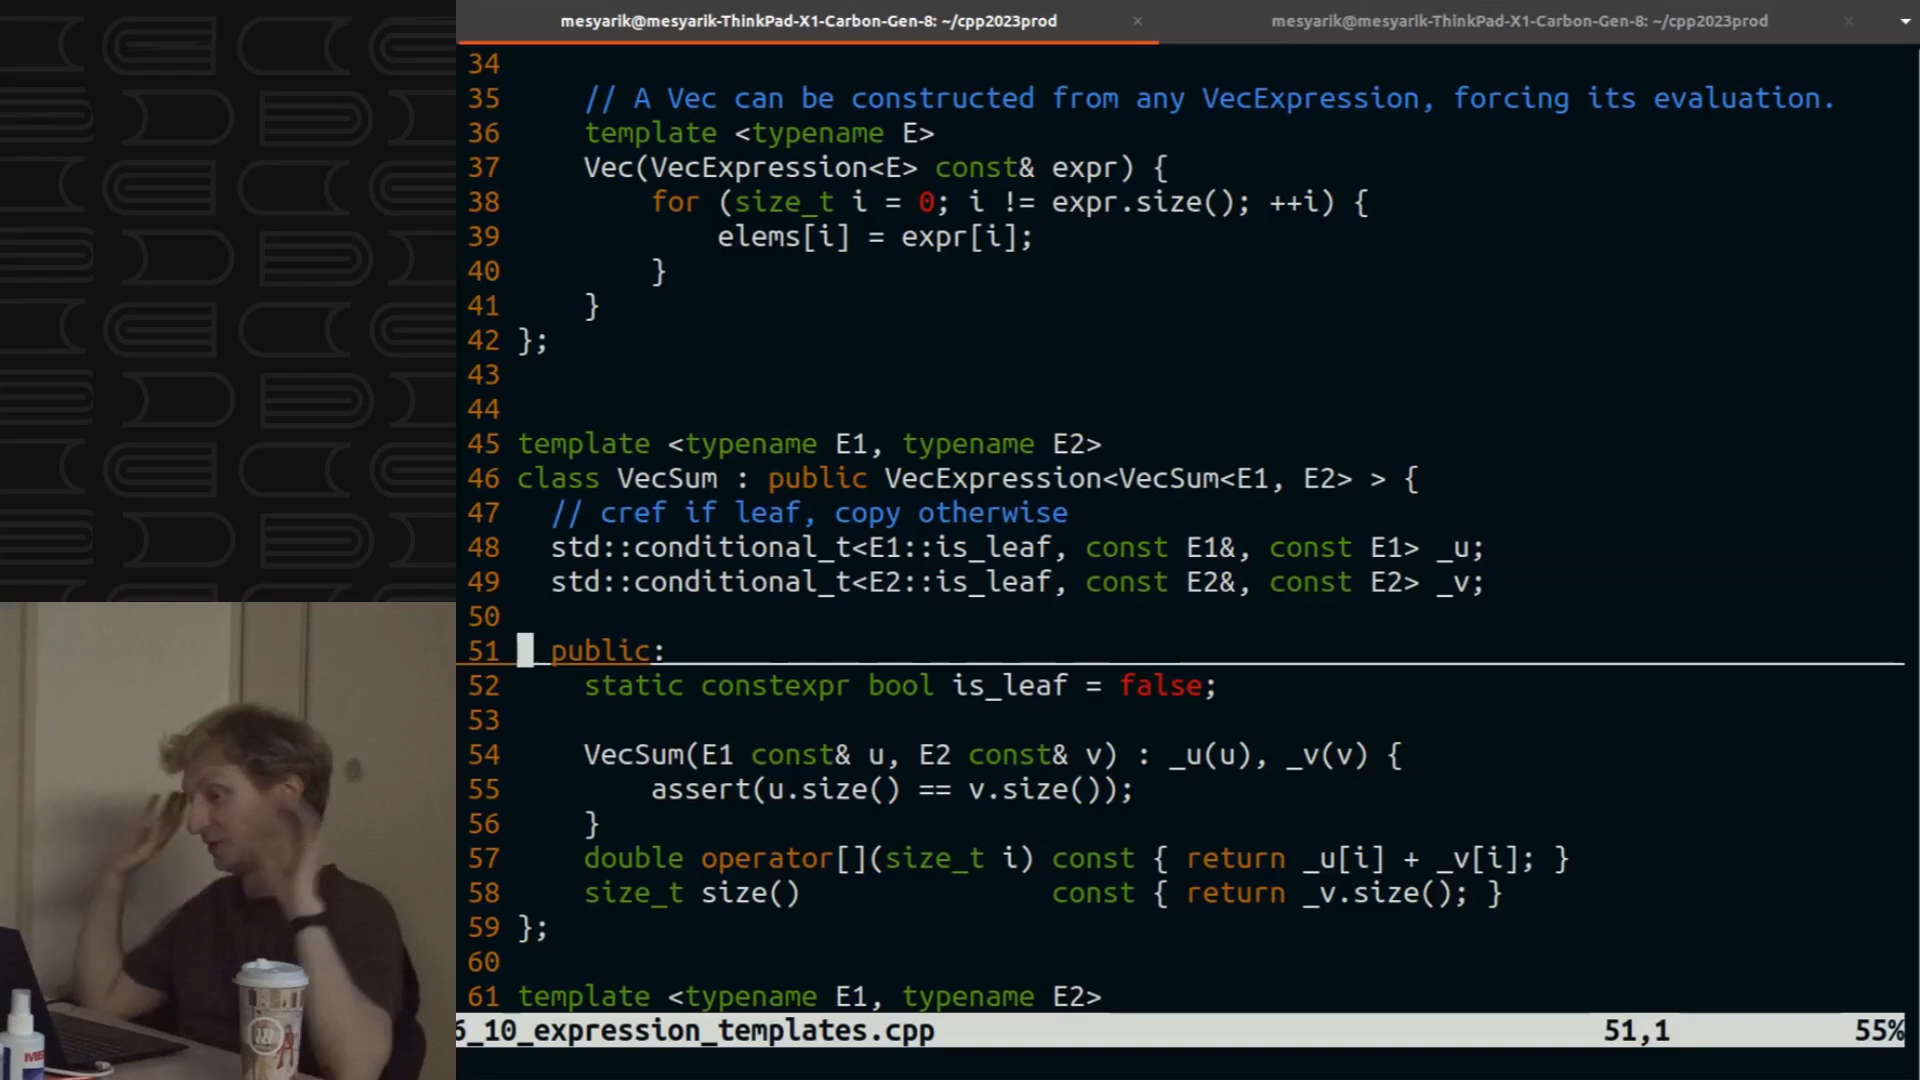 mesyarik@mesyarik-ThinkPad-X1-Carbon-Gen-8: ~/cpp2023prod × mesyarik@mesyarik-ThinkPad-X1-Carbon-Gen-8: ~/cpp2023prod ×
34
35     // A Vec can be constructed from any VecExpression, forcing its evaluation.
36     template <typename E>
37     Vec(VecExpression<E> const& expr) {
38         for (size_t i = 0; i != expr.size(); ++i) {
39             elems[i] = expr[i];
40         }
41     }
42 };
43
44
45 template <typename E1, typename E2>
46 class VecSum : public VecExpression<VecSum<E1, E2> > {
47   // cref if leaf, copy otherwise
48   std::conditional_t<E1::is_leaf, const E1&, const E1> _u;
49   std::conditional_t<E2::is_leaf, const E2&, const E2> _v;
50
51   public:
52     static constexpr bool is_leaf = false;
53
54     VecSum(E1 const& u, E2 const& v) : _u(u), _v(v) {
55         assert(u.size() == v.size());
56     }
57     double operator[](size_t i) const { return _u[i] + _v[i]; }
58     size_t size()               const { return _v.size(); }
59 };
60
61 template <typename E1, typename E2>
6_10_expression_templates.cpp 51,1 55%